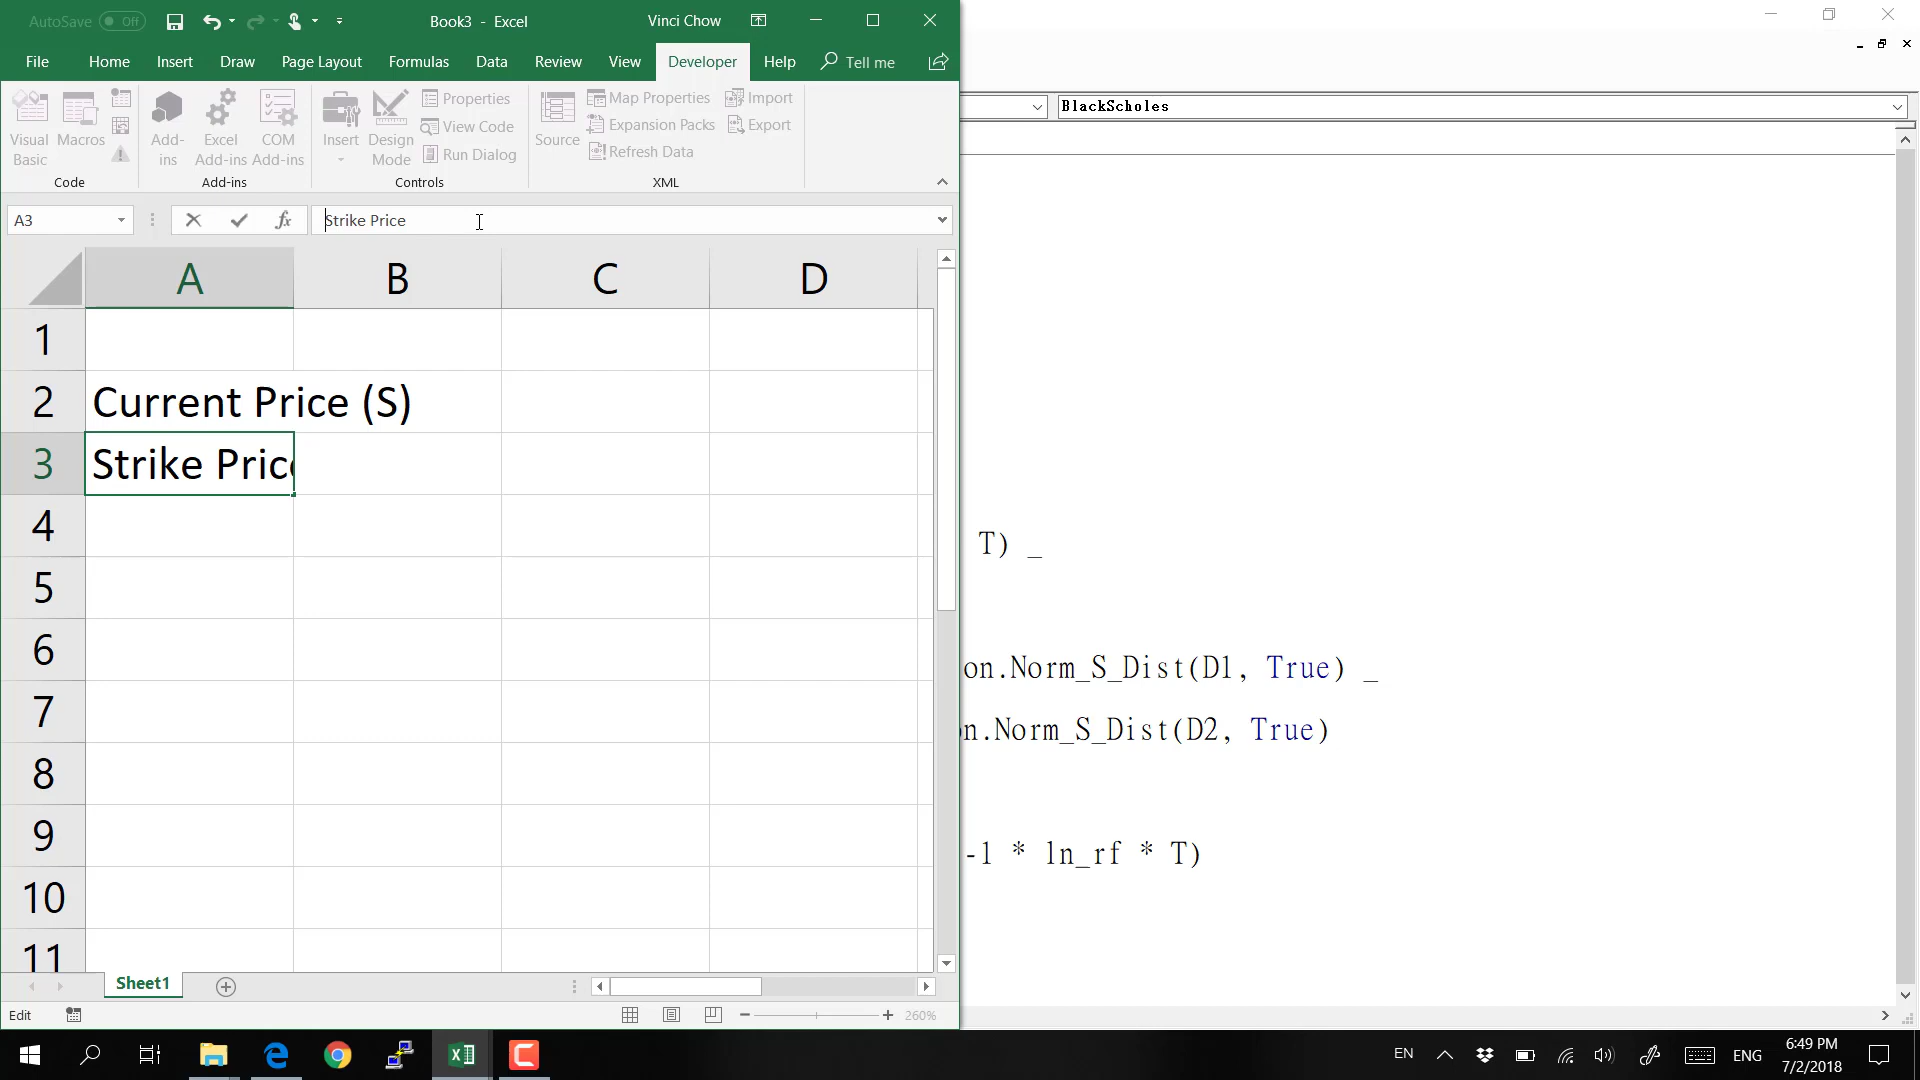 AutoSave Off
Book3 - Excel
Vinci Chow
File Home Insert Draw Page Layout Formulas Data Review View Developer Help Tell me
Visual Basic
Macros
Code
Add-ins
Excel Add-ins
COM Add-ins
Add-ins
Insert
Design Mode
Properties
View Code
Run Dialog
Controls
Source
Map Properties
Expansion Packs
Refresh Data
Import
Export
XML
BlackScholes
A3
fx
Strike Price
A B C D
1
2 Current Price (S)
3 Strike Price
4
5
6
7
8
9
10
11
T) _
on.Norm_S_Dist(D1, True) _
n.Norm_S_Dist(D2, True)
-1 * ln_rf * T)
Sheet1
Edit
260%
EN
ENG
6:49 PM
7/2/2018